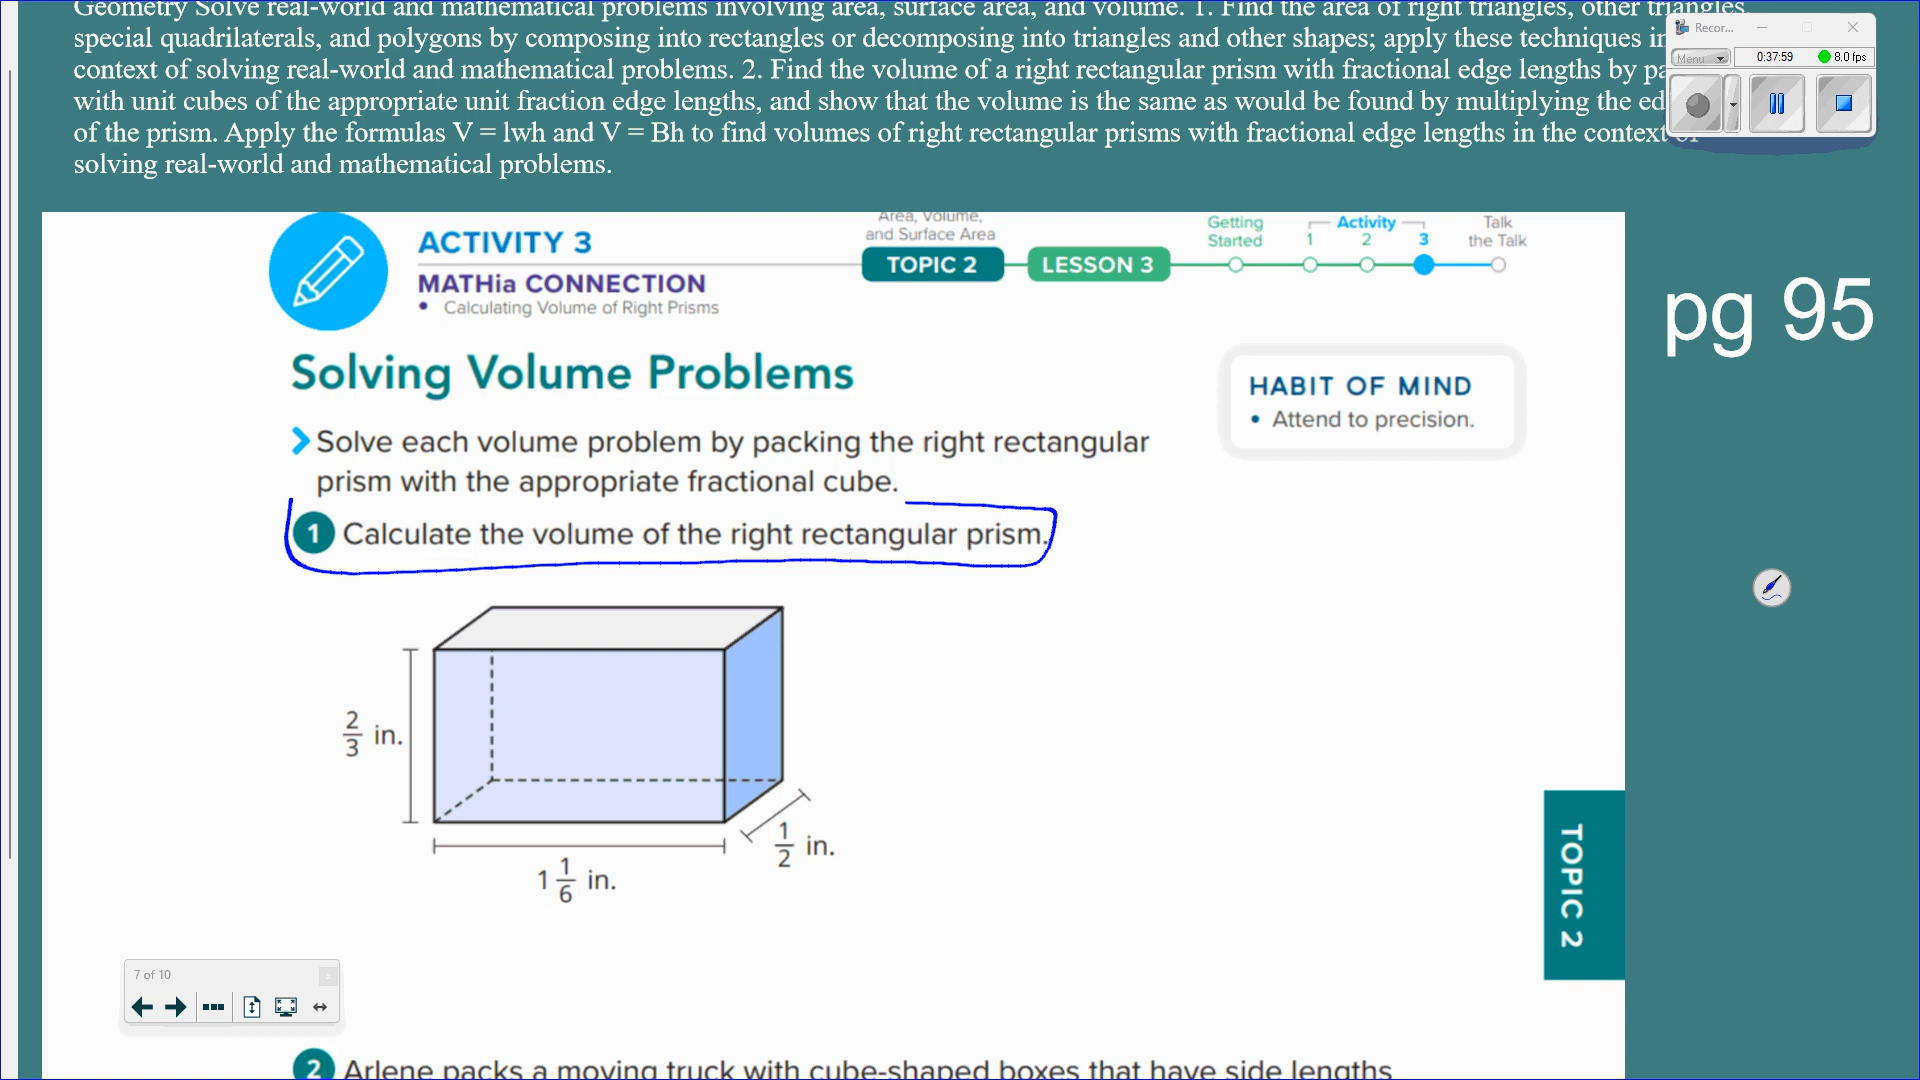 Geometry Solve real-world and mathematical problems involving area, surface area, and volume. 1. Find the area of right triangles, other triangles,
special quadrilaterals, and polygons by composing into rectangles or decomposing into triangles and other shapes; apply these techniques in
context of solving real-world and mathematical problems. 2. Find the volume of a right rectangular prism with fractional edge lengths by pa
with unit cubes of the appropriate unit fraction edge lengths, and show that the volume is the same as would be found by multiplying the ed
of the prism. Apply the formulas V = lwh and V = Bh to find volumes of right rectangular prisms with fractional edge lengths in the context of
solving real-world and mathematical problems.
Recor...
Menu
0:37:59
8.0 fps
ACTIVITY 3
MATHia CONNECTION
• Calculating Volume of Right Prisms
Area, Volume,
and Surface Area
TOPIC 2
LESSON 3
Getting
Started
Activity
1 2 3
Talk
the Talk
pg 95
Solving Volume Problems
HABIT OF MIND
• Attend to precision.
Solve each volume problem by packing the right rectangular
prism with the appropriate fractional cube.
1 Calculate the volume of the right rectangular prism.
2/3 in.
1/2 in.
1 1/6 in.
TOPIC 2
7 of 10
2 Arlene packs a moving truck with cube-shaped boxes that have side lengths